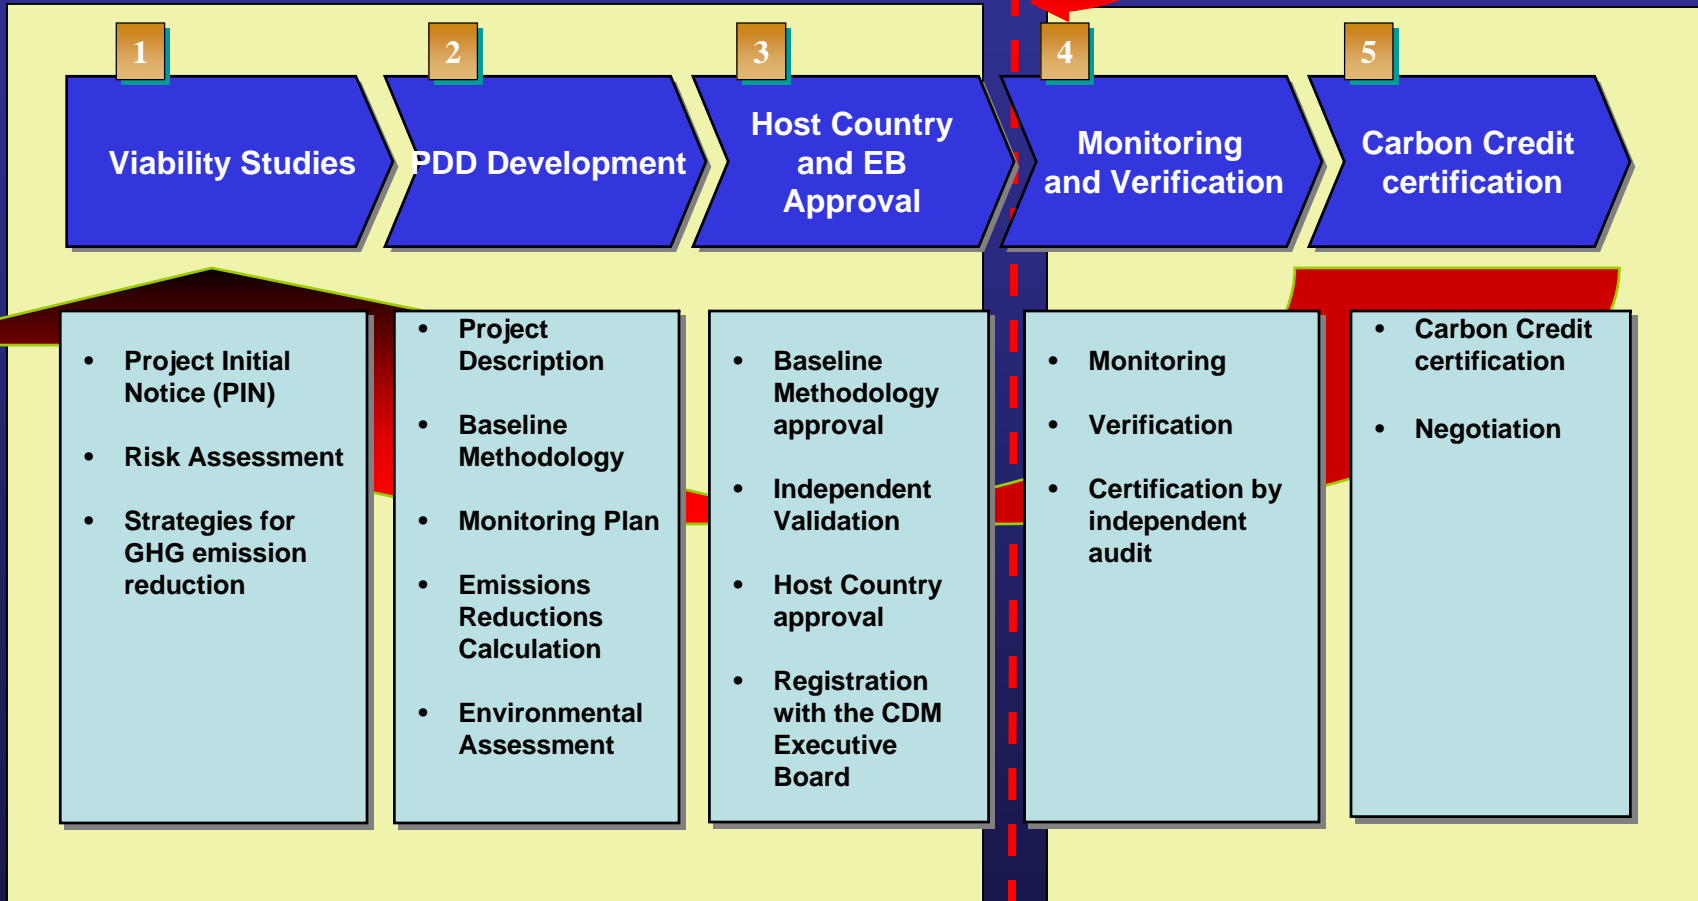 1
Viability Studies
2
PDD Development
3
Host Country
and EB
Approval
4
Monitoring
and Verification
5
Carbon Credit
certification
• Project Initial
Notice (PIN)
• Risk Assessment
• Strategies for
GHG emission
reduction
• Project
Description
• Baseline
Methodology
• Monitoring Plan
• Emissions
Reductions
Calculation
• Environmental
Assessment
• Baseline
Methodology
approval
• Independent
Validation
• Host Country
approval
• Registration
with the CDM
Executive
Board
• Monitoring
• Verification
• Certification by
independent
audit
• Carbon Credit
certification
• Negotiation